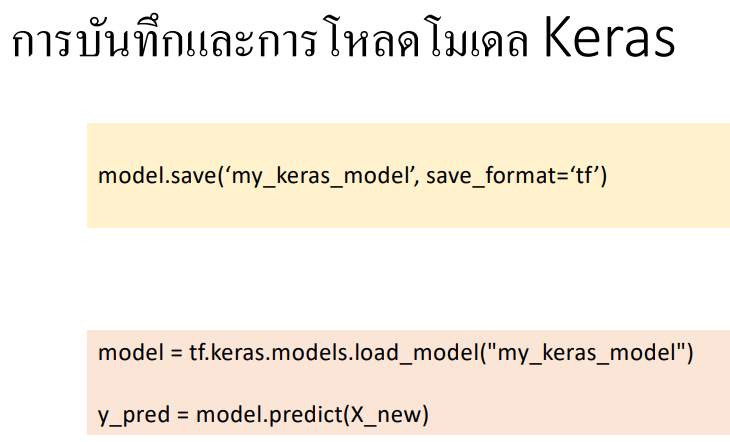 การบันทึกและการโหลดโมเดล Keras
model.save(‘my_keras_model’, save_format=‘tf’)
model = tf.keras.models.load_model("my_keras_model")
y_pred = model.predict(X_new)